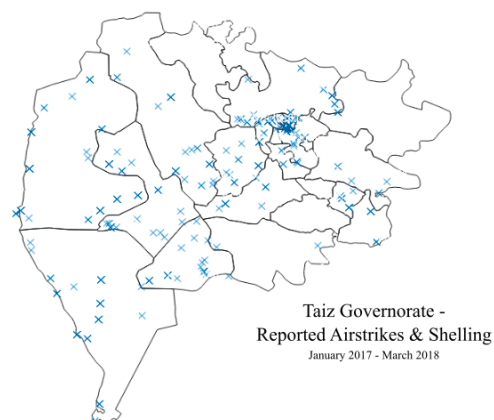 Taiz Governorate -
Reported Airstrikes & Shelling
January 2017 - March 2018